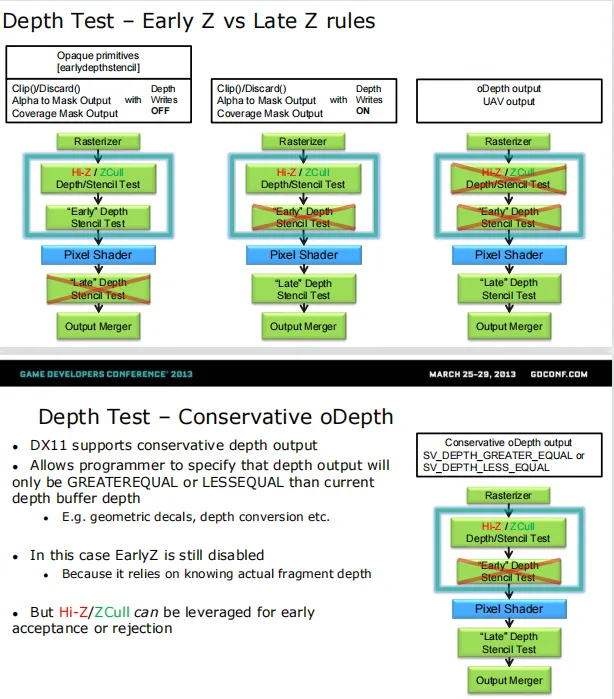 Depth Test – Early Z vs Late Z rules
Opaque primitives
[earlydepthstencil]
Clip()/Discard()
Alpha to Mask Output
Coverage Mask Output
with
Depth
Writes
OFF
Rasterizer
Hi-Z / ZCull
Depth/Stencil Test
“Early” Depth
Stencil Test
Pixel Shader
“Late” Depth
Stencil Test
Output Merger
Clip()/Discard()
Alpha to Mask Output
Coverage Mask Output
with
Depth
Writes
ON
Rasterizer
Hi-Z / ZCull
Depth/Stencil Test
“Early” Depth
Stencil Test
Pixel Shader
“Late” Depth
Stencil Test
Output Merger
oDepth output
UAV output
Rasterizer
Hi-Z / ZCull
Depth/Stencil Test
“Early” Depth
Stencil Test
Pixel Shader
“Late” Depth
Stencil Test
Output Merger
GAME DEVELOPERS CONFERENCE® 2013
MARCH 25-29, 2013 GDCONF.COM
Depth Test – Conservative oDepth
• DX11 supports conservative depth output
• Allows programmer to specify that depth output will
only be GREATEREQUAL or LESSEQUAL than current
depth buffer depth
• E.g. geometric decals, depth conversion etc.
• In this case EarlyZ is still disabled
• Because it relies on knowing actual fragment depth
• But Hi-Z/ZCull can be leveraged for early
acceptance or rejection
Conservative oDepth output
SV_DEPTH_GREATER_EQUAL or
SV_DEPTH_LESS_EQUAL
Rasterizer
Hi-Z / ZCull
Depth/Stencil Test
“Early” Depth
Stencil Test
Pixel Shader
“Late” Depth
Stencil Test
Output Merger